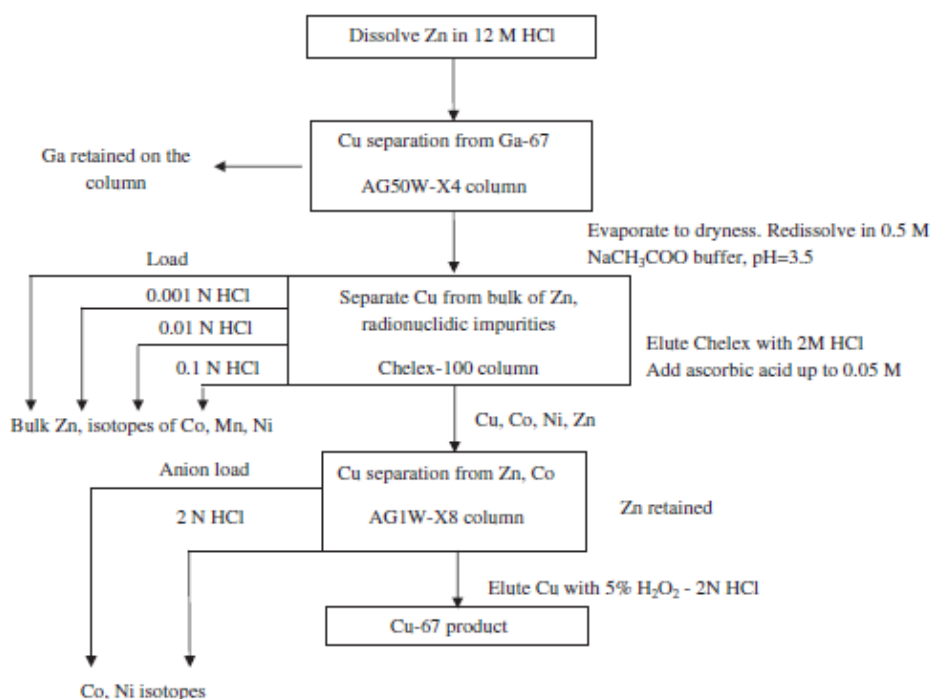 Dissolve Zn in 12 M HCl
Cu separation from Ga-67
AG50W-X4 column
Ga retained on the
column
Evaporate to dryness. Redissolve in 0.5 M
NaCH₃COO buffer, pH=3.5
Load
0.001 N HCl
0.01 N HCl
0.1 N HCl
Separate Cu from bulk of Zn,
radionuclidic impurities
Chelex-100 column
Elute Chelex with 2M HCl
Add ascorbic acid up to 0.05 M
Bulk Zn, isotopes of Co, Mn, Ni
Cu, Co, Ni, Zn
Anion load
2 N HCl
Cu separation from Zn, Co
AG1W-X8 column
Zn retained
Elute Cu with 5% H₂O₂ - 2N HCl
Cu-67 product
Co, Ni isotopes